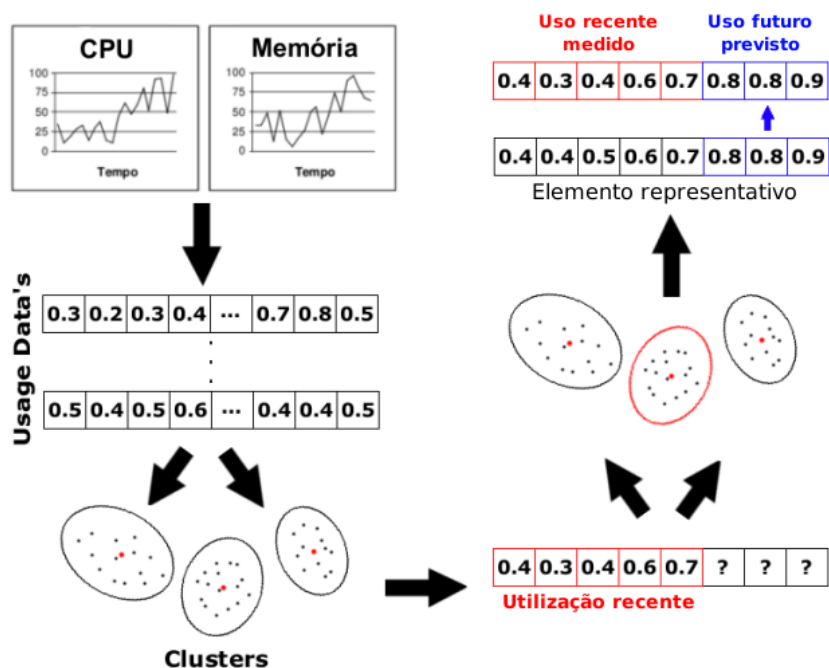 CPU
100
75
50
25
0
Tempo
Memória
100
75
50
25
0
Tempo
Usage Data's
0.3 0.2 0.3 0.4 ... 0.7 0.8 0.5
0.5 0.4 0.5 0.6 ... 0.4 0.4 0.5
Clusters
0.4 0.3 0.4 0.6 0.7 ? ? ?
Utilização recente
Uso recente
medido
Uso futuro
previsto
0.4 0.3 0.4 0.6 0.7 0.8 0.8 0.9
0.4 0.4 0.5 0.6 0.7 0.8 0.8 0.9
Elemento representativo